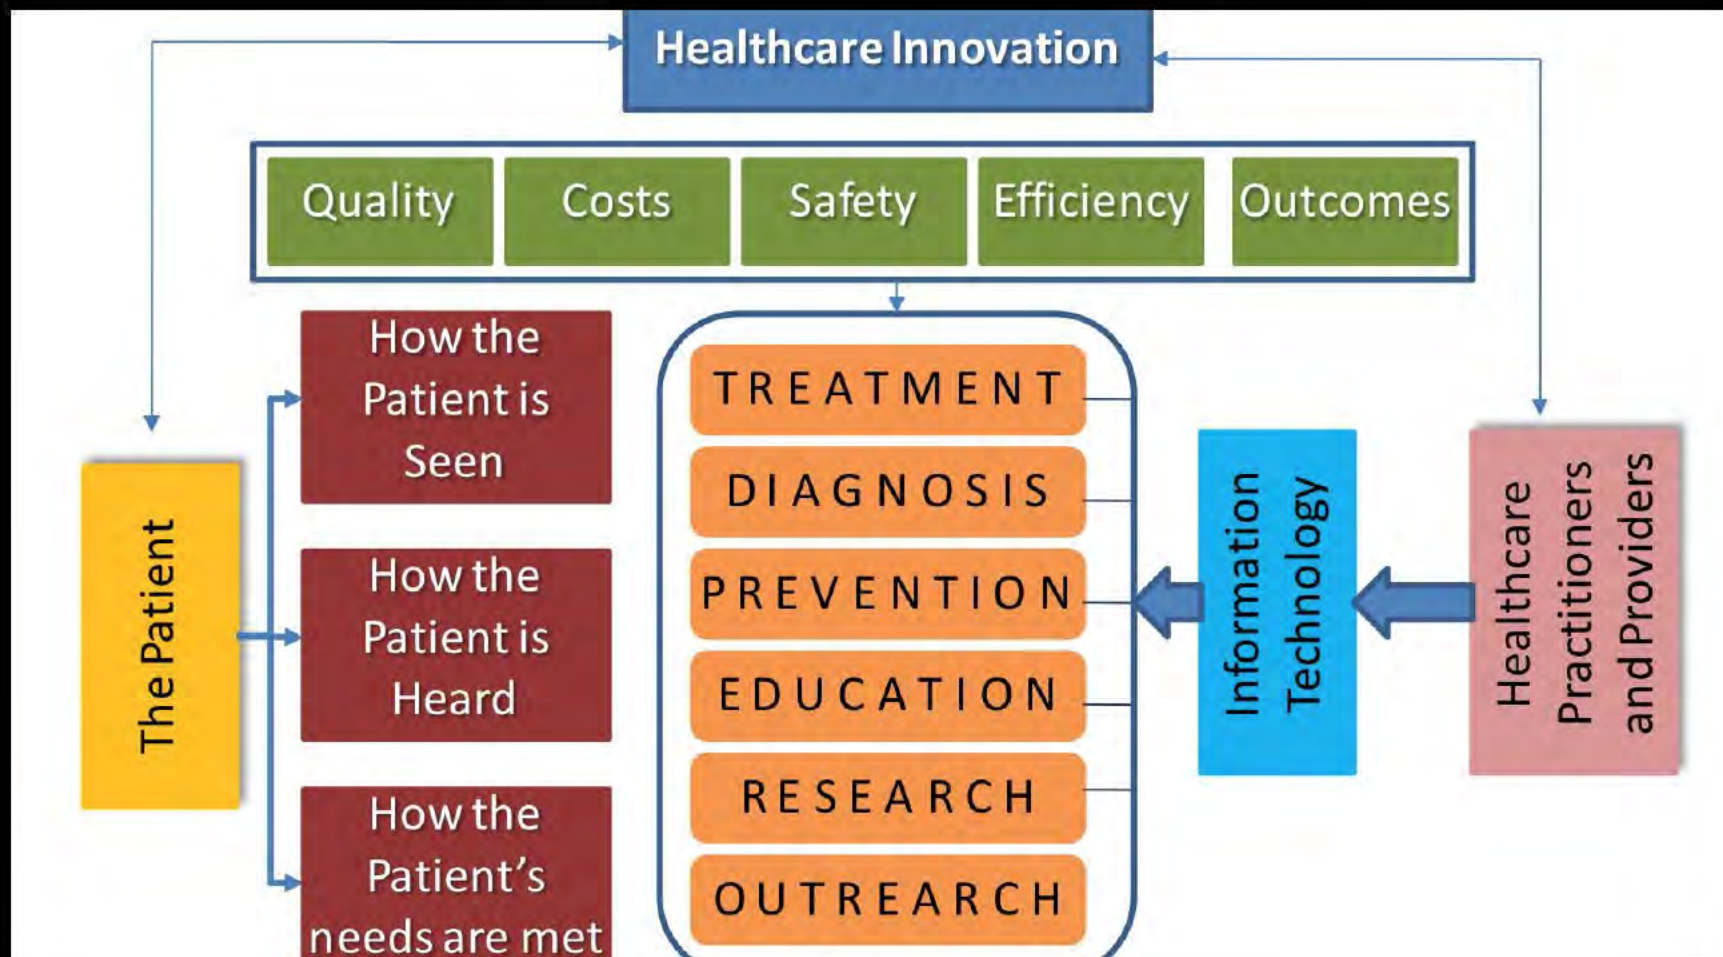 Healthcare Innovation
Quality
Costs
Safety
Efficiency
Outcomes
The Patient
How the
Patient is
Seen
How the
Patient is
Heard
How the
Patient's
needs are met
TREATMENT
DIAGNOSIS
PREVENTION
EDUCATION
RESEARCH
OUTREARCH
Information
Technology
Healthcare
Practitioners
and Providers